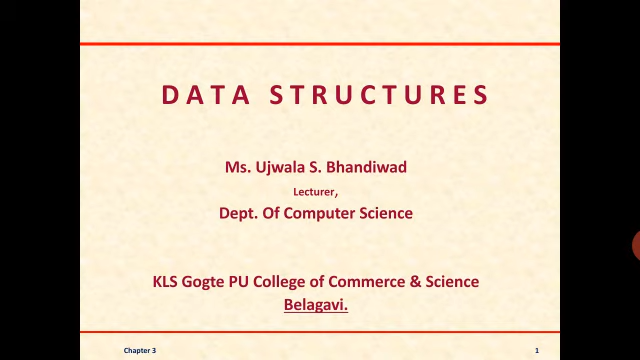 DATA STRUCTURES
Ms. Ujwala S. Bhandiwad
Lecturer,
Dept. Of Computer Science
KLS Gogte PU College of Commerce & Science
Belagavi.
Chapter 3
1